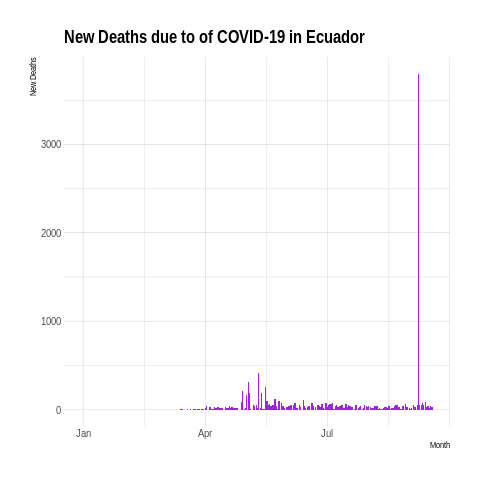 New Deaths due to of COVID-19 in Ecuador
New Deaths
3000
2000
1000
0
Jan
Apr
Jul
Month